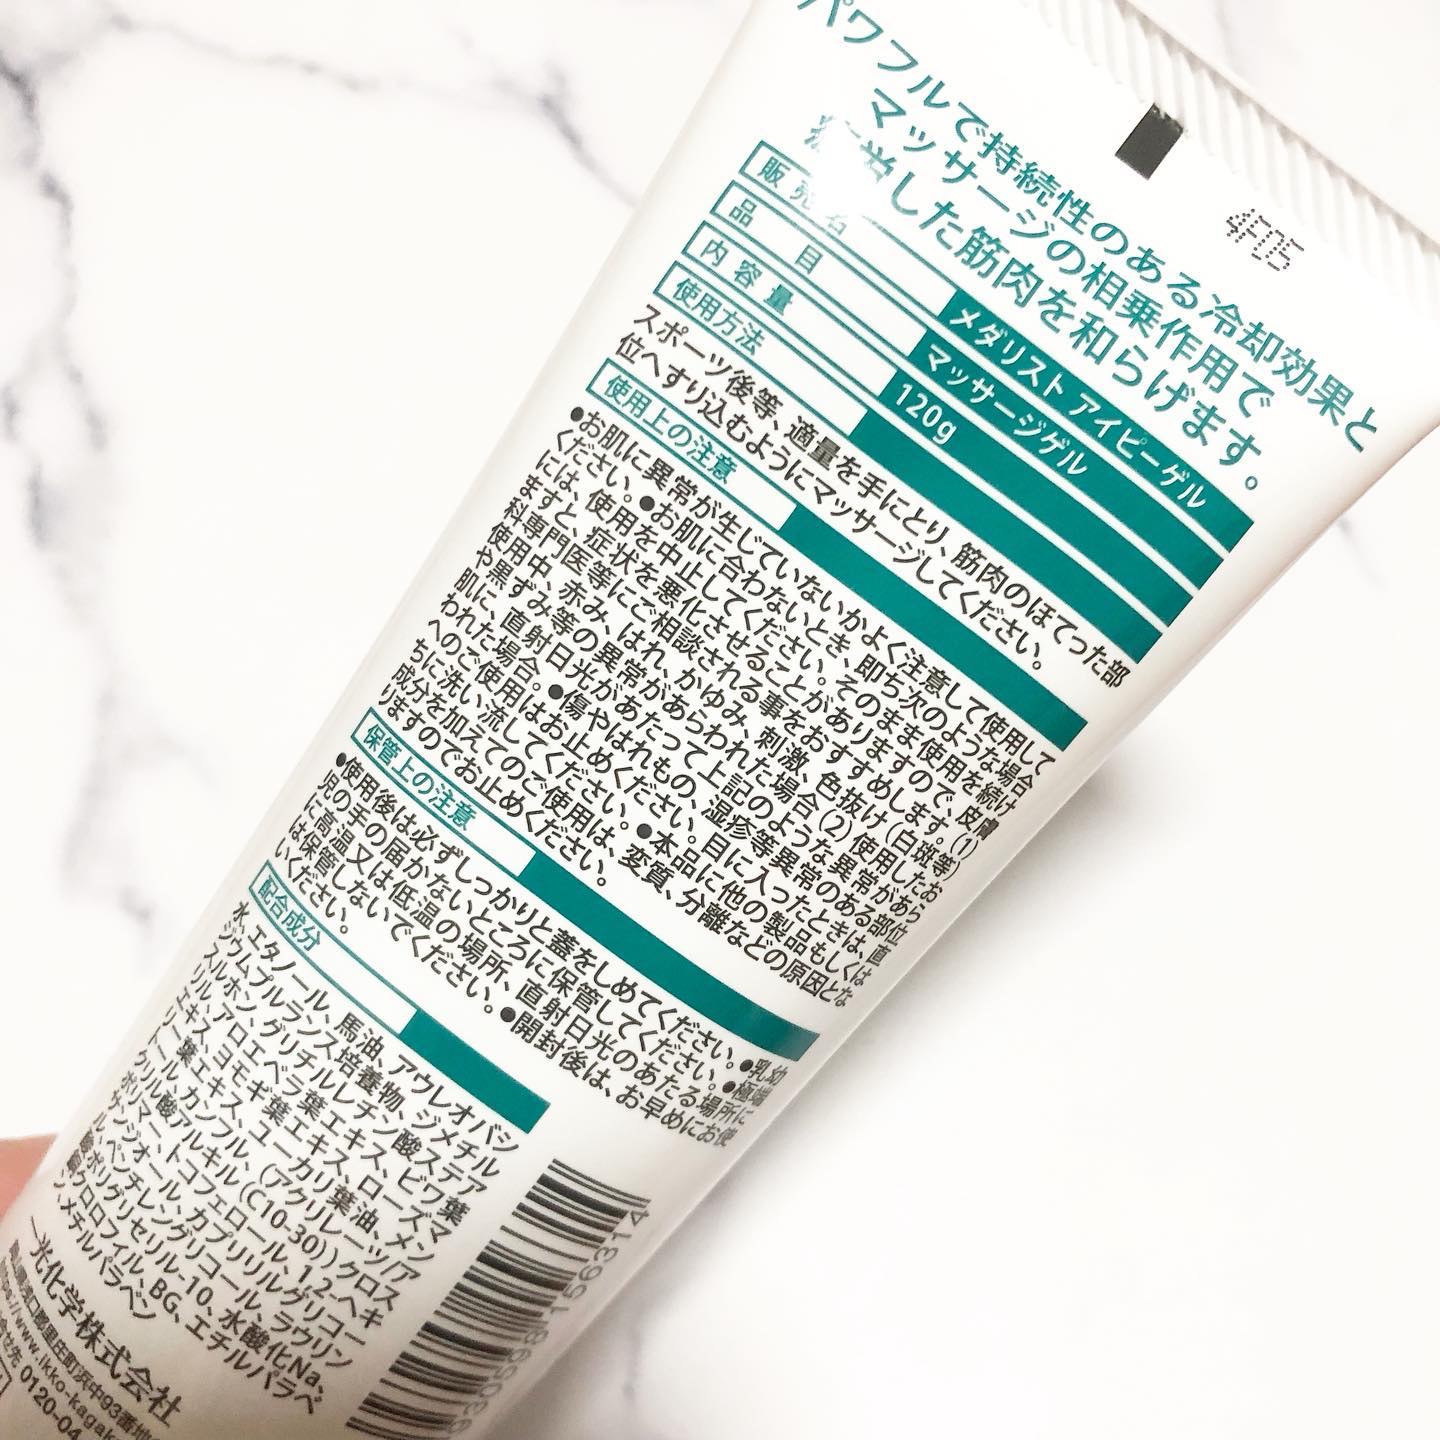 4F05
パワフルで持続性のある冷却効果と
マッサージの相乗作用で
疲労した筋肉を和らげます。
販売名 メダリスト アイピーゲル
品目 マッサージゲル
内容量 120g
使用方法
スポーツ後等、適量を手にとり、筋肉のほてった部
位へすり込むようにマッサージしてください。
使用上の注意
●お肌に異常が生じていないかよく注意して使用して
ください。●お肌に合わないとき、即ち次のような場合
には、使用を中止してください。そのまま使用を続け
ますと、症状を悪化させることがありますので、皮膚
科専門医等にご相談される事をおすすめします。(1)
使用中、赤み、はれ、かゆみ、刺激、色抜け(白斑等)
や黒ずみ等の異常があらわれた場合(2)使用したお
肌に、直射日光があたって上記のような異常があら
われた場合。●傷やはれもの、湿疹等異常のある部位
へのご使用はお止めください。目に入ったときは、直
ちに洗い流してください。●本品に他の製品もしくは
成分を加えてのご使用は、変質、分離などの原因とな
りますのでお止めください。
保管上の注意
●使用後は必ずしっかりと蓋をしめてください。●乳幼
児の手の届かないところに保管してください。●極端
に高温又は低温の場所、直射日光のあたる場所に
は保管しないでください。●開封後は、お早めにお使
いください。
配合成分
水、エタノール、馬油、アウレオバシ
ジウムプルランス培養物、ジメチル
スルホン、グリチルレチン酸ステア
リル、アロエベラ葉エキス、ビワ葉
エキス、ヨモギ葉エキス、ローズマ
リー葉エキス、ユーカリ葉油、メン
トール、カンフル、(アクリレーツ/ア
クリル酸アルキル(C10-30))クロス
ポリマー、トコフェロール、1,2-ヘキ
サンジオール、カプリリルグリコー
ル、ペンチレングリコール、ラウリン
酸ポリグリセリル-10、水酸化Na、
銅クロロフィル、BG、エチルパラベ
ン、メチルパラベン
一光化学株式会社
浅口郡里庄町浜中93番地
://www.ikko-kagak
合せ先 0120-04
930598 156314